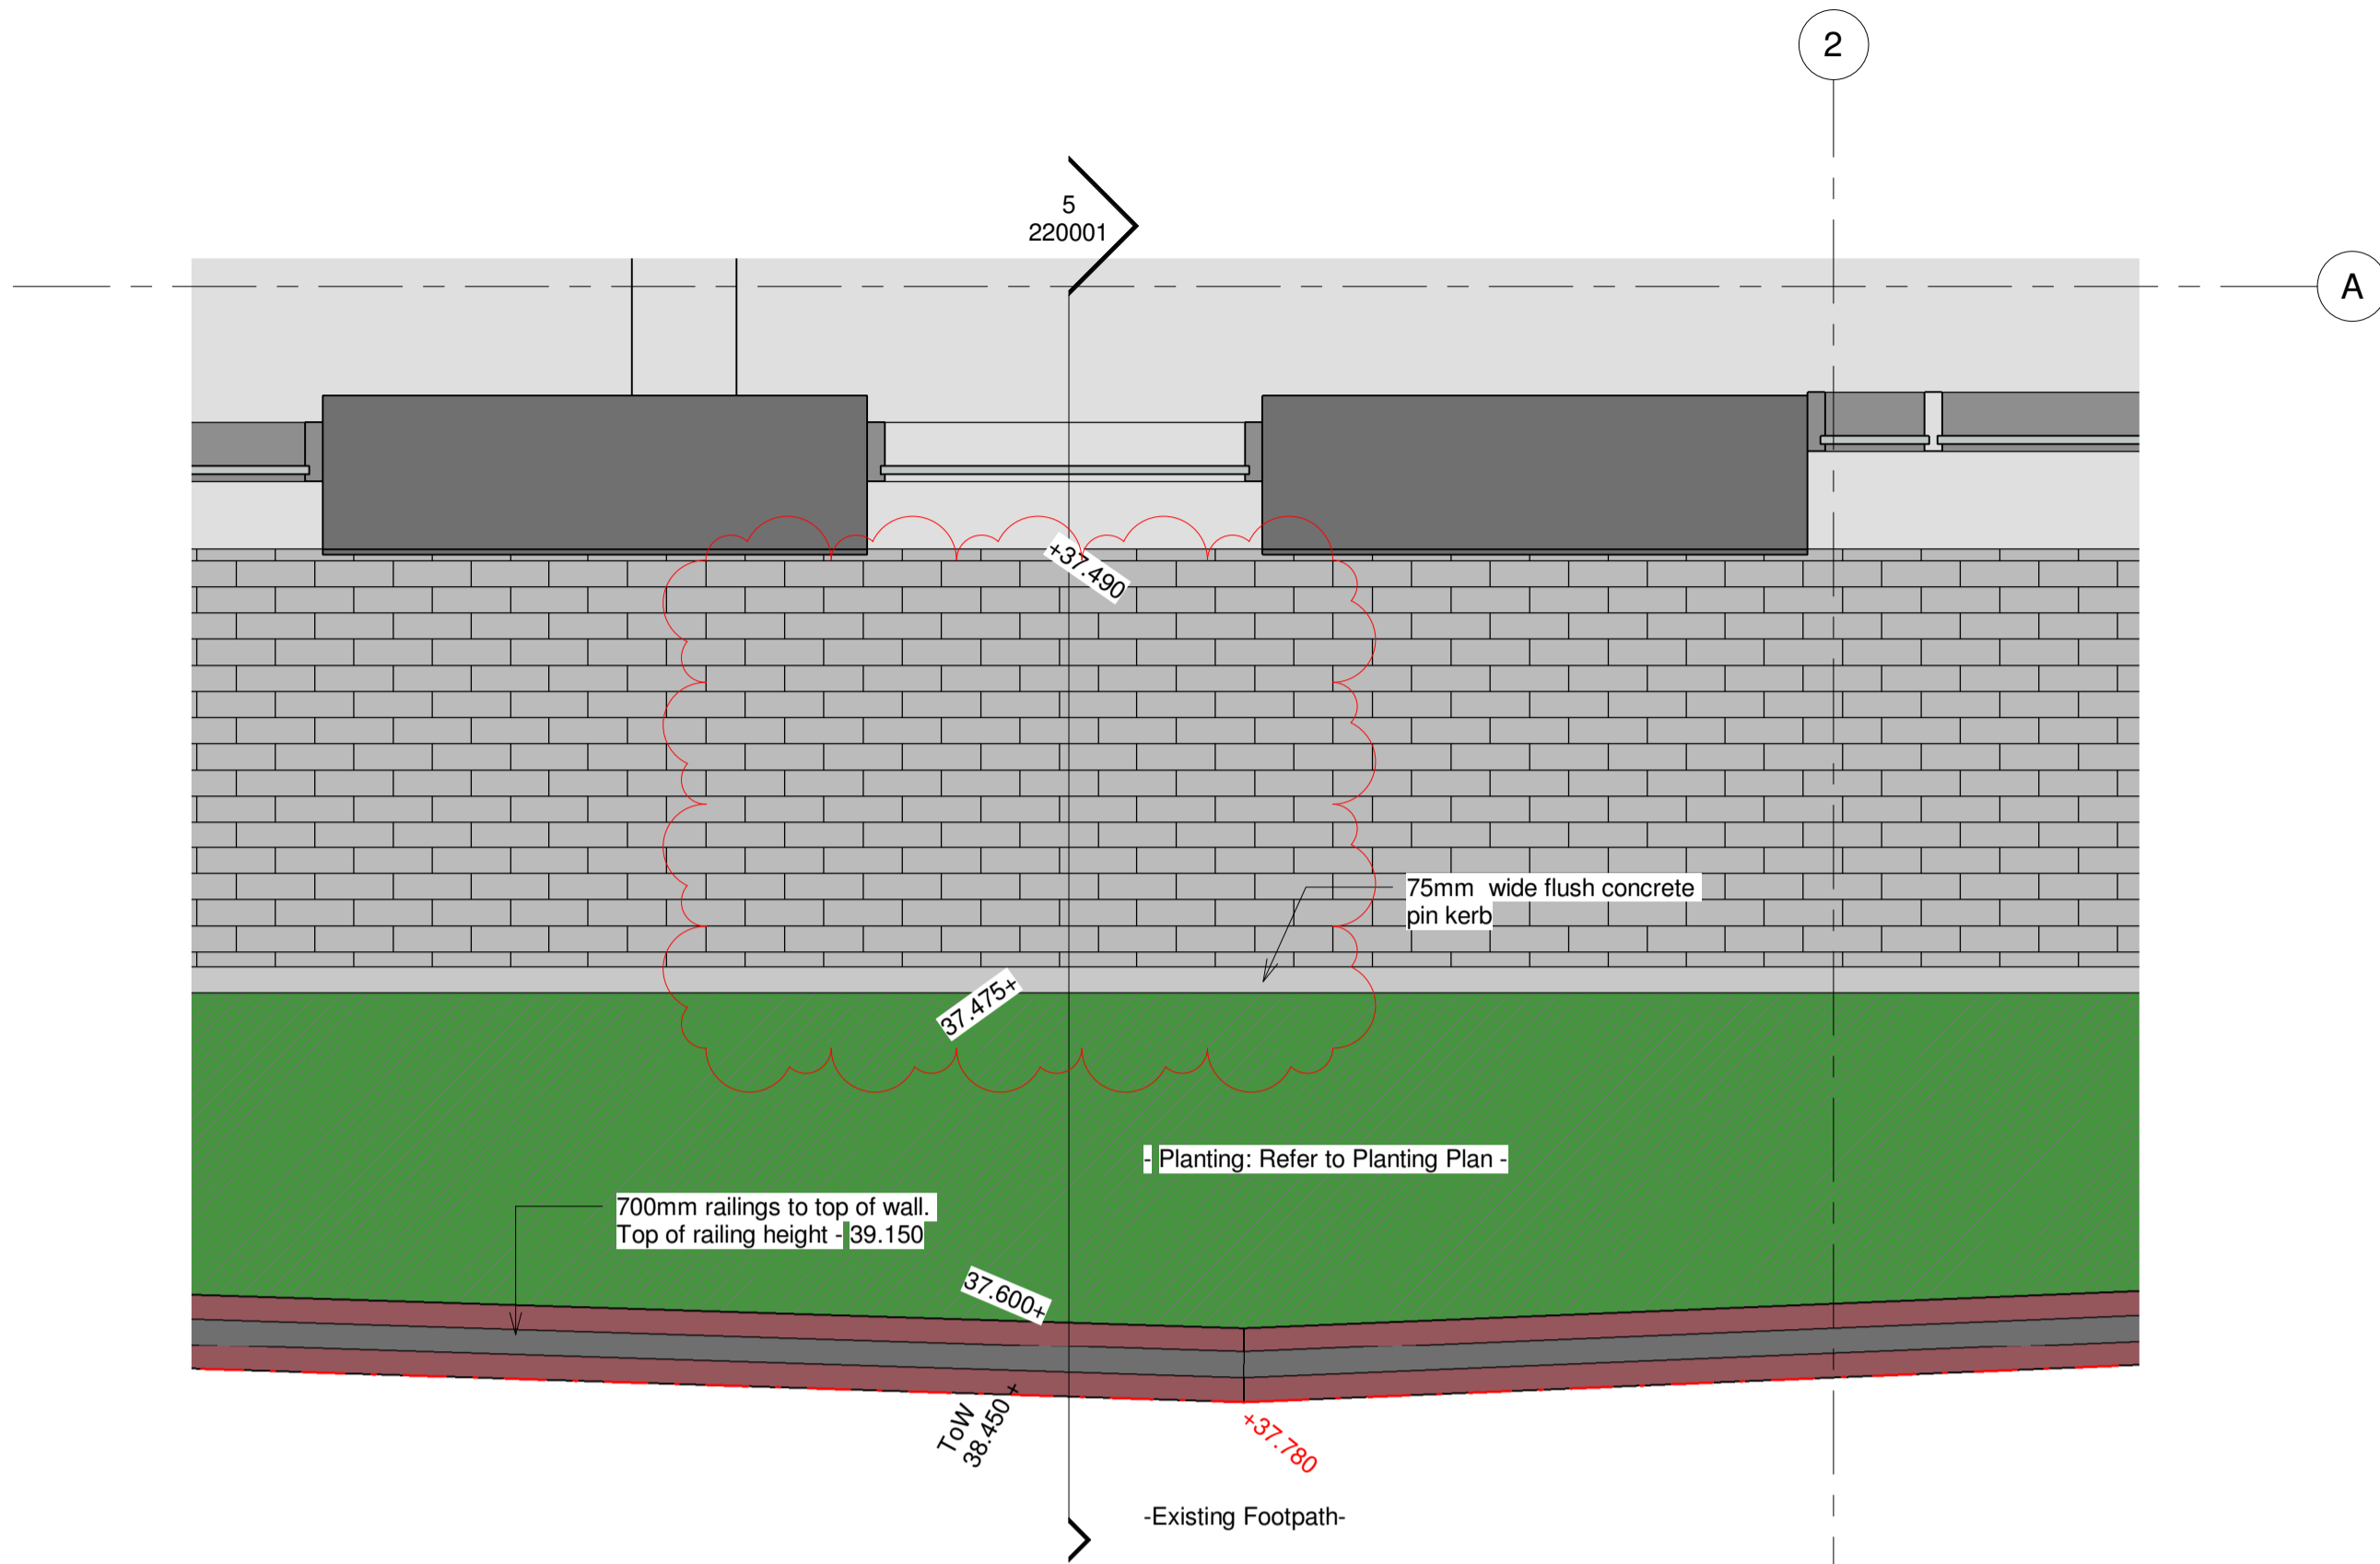 2
5
220001
A
+37.490
75mm wide flush concrete
pin kerb
37.475+
- Planting: Refer to Planting Plan -
700mm railings to top of wall.
Top of railing height - 39.150
37.600+
ToW
38.450
+37.780
-Existing Footpath-